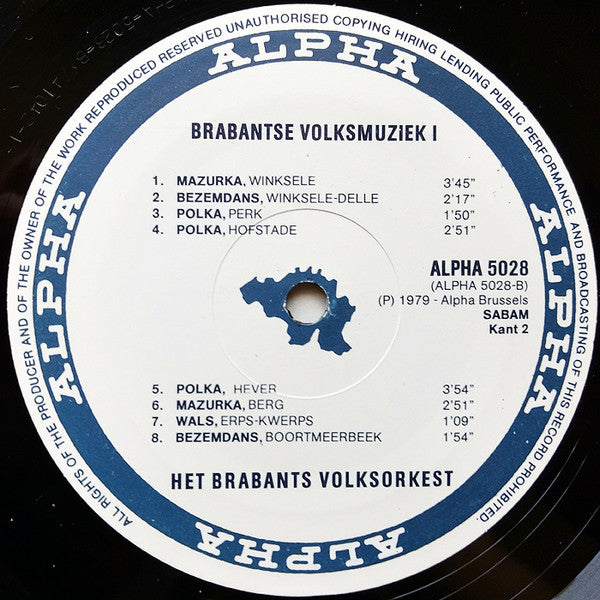 ALL RIGHTS OF THE PRODUCER AND OF THE OWNER OF THE WORK REPRODUCED RESERVED UNAUTHORISED COPYING HIRING LENDING PUBLIC PERFORMANCE AND BROADCASTING OF THIS RECORD PROHIBITED.
ALPHA
ALPHA
ALPHA
ALPHA
BRABANTSE VOLKSMUZIEK I
1. MAZURKA, WINKSELE 3'45"
2. BEZEMDANS, WINKSELE-DELLE 2'17"
3. POLKA, PERK 1'50"
4. POLKA, HOFSTADE 2'51"
ALPHA 5028
(ALPHA 5028-B)
(P) 1979 - Alpha Brussels
SABAM
Kant 2
5. POLKA, HEVER 3'54"
6. MAZURKA, BERG 2'51"
7. WALS, ERPS-KWERPS 1'09"
8. BEZEMDANS, BOORTMEERBEEK 1'54"
HET BRABANTS VOLKSORKEST